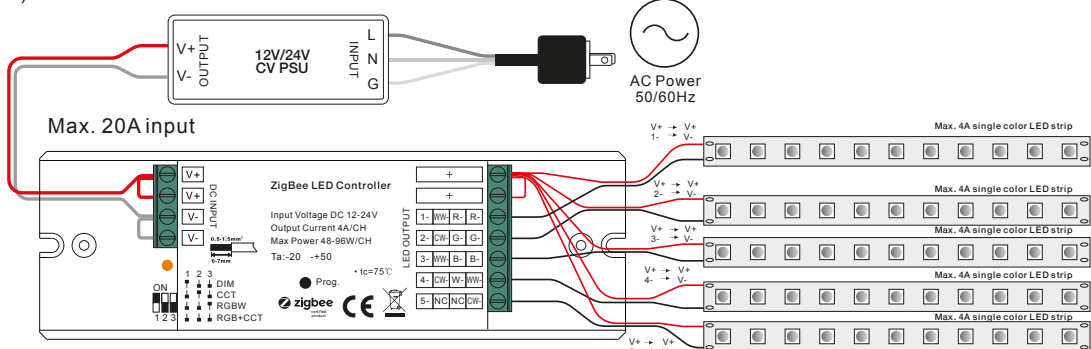 V+
V-
OUTPUT
12V/24V
CV PSU
INPUT
L
N
G
AC Power
50/60Hz
Max. 20A input
V+
V+
V-
V-
DC INPUT
0.5-1.5mm²
6-7mm
ON
1 2 3
1 2 3
DIM
CCT
RGBW
RGB+CCT
ZigBee LED Controller
Input Voltage DC 12-24V
Output Current 4A/CH
Max Power 48-96W/CH
Ta:-20 -+50
• tc=75℃
Prog.
zigbee
certified
product
CE
LED OUTPUT
+
+
1- WW- R- R-
2- CW- G- G-
3- WW- B- B-
4- CW- W- WW-
5- NC NC CW-
V+ → V+
1- → V-
Max. 4A single color LED strip
V+ → V+
2- → V-
Max. 4A single color LED strip
V+ → V+
3- → V-
Max. 4A single color LED strip
V+ → V+
4- → V-
Max. 4A single color LED strip
Max. 4A single color LED strip
V+ → V+